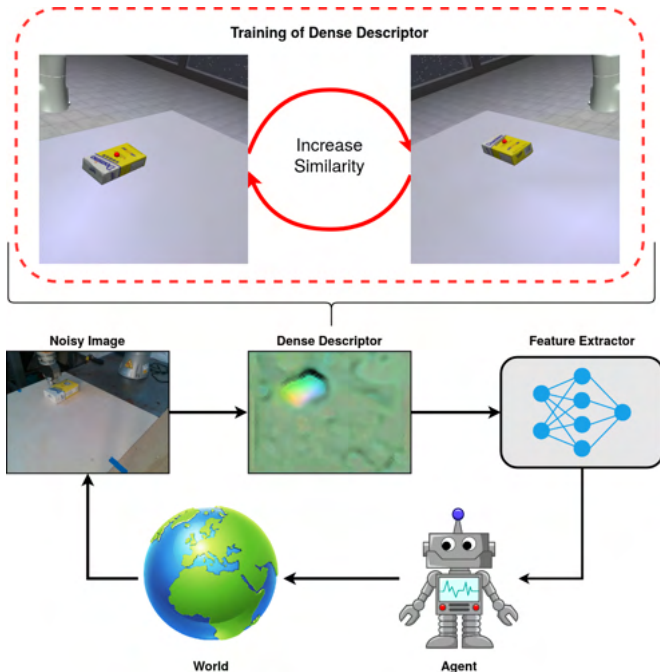 Training of Dense Descriptor
Increase
Similarity
Noisy Image
Dense Descriptor
Feature Extractor
World
Agent